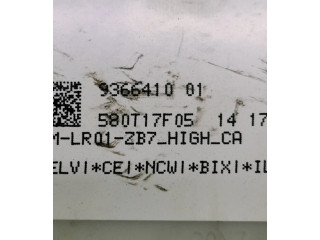 9366410 01
580T17F05 14 17
M-LR01-ZB7_HIGH_CA
ELV|*CE|*NCW|*BIX|*IL